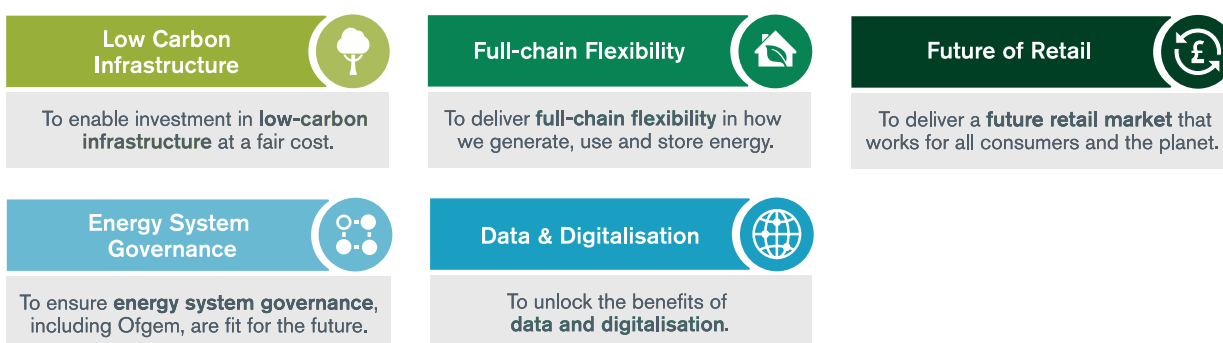 Low Carbon
Infrastructure
To enable investment in low-carbon
infrastructure at a fair cost.
Full-chain Flexibility
To deliver full-chain flexibility in how
we generate, use and store energy.
Future of Retail
£
To deliver a future retail market that
works for all consumers and the planet.
Energy System
Governance
To ensure energy system governance,
including Ofgem, are fit for the future.
Data & Digitalisation
To unlock the benefits of
data and digitalisation.